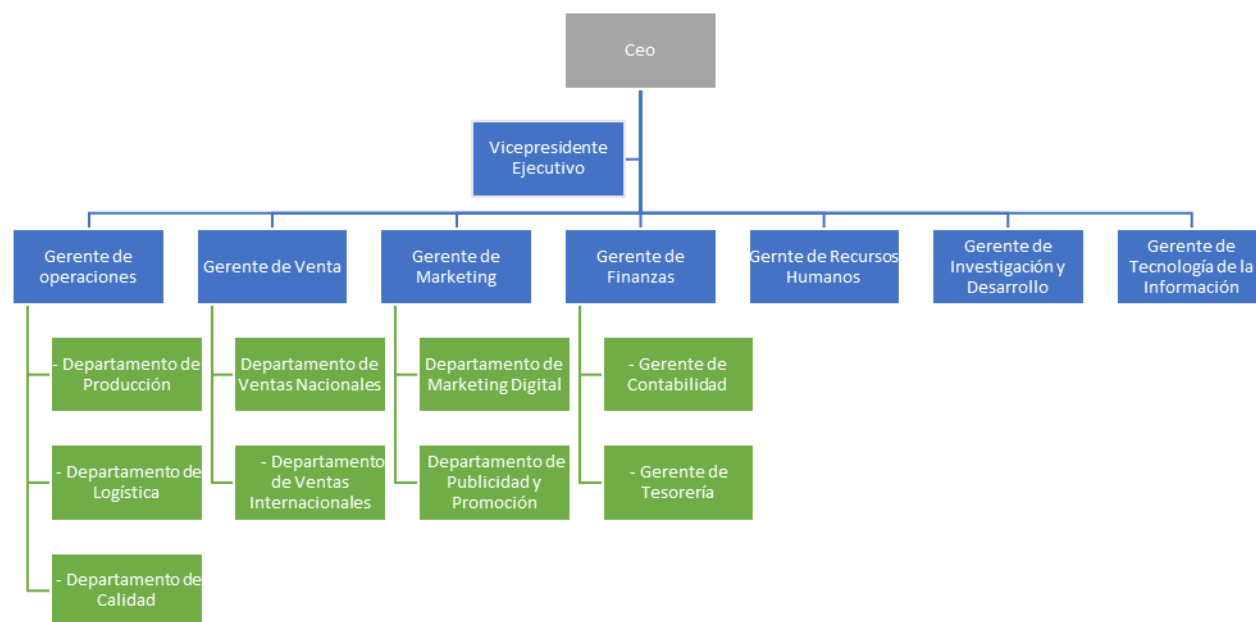 Ceo
Vicepresidente
Ejecutivo
Gerente de
operaciones
Gerente de Venta
Gerente de
Marketing
Gerente de
Finanzas
Gernte de Recursos
Humanos
Gerente de
Investigación y
Desarrollo
Gerente de
Tecnología de la
Información
- Departamento de
Producción
Departamento de
Ventas Nacionales
Departamento de
Marketing Digital
- Gerente de
Contabilidad
- Departamento de
Logística
- Departamento
de Ventas
Internacionales
Departamento de
Publicidad y
Promoción
- Gerente de
Tesorería
- Departamento de
Calidad